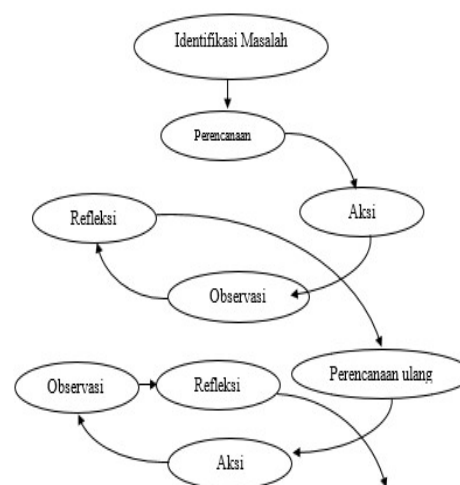 Identifikasi Masalah
Perencanaan
Aksi
Refleksi
Observasi
Perencanaan ulang
Observasi
Refleksi
Aksi